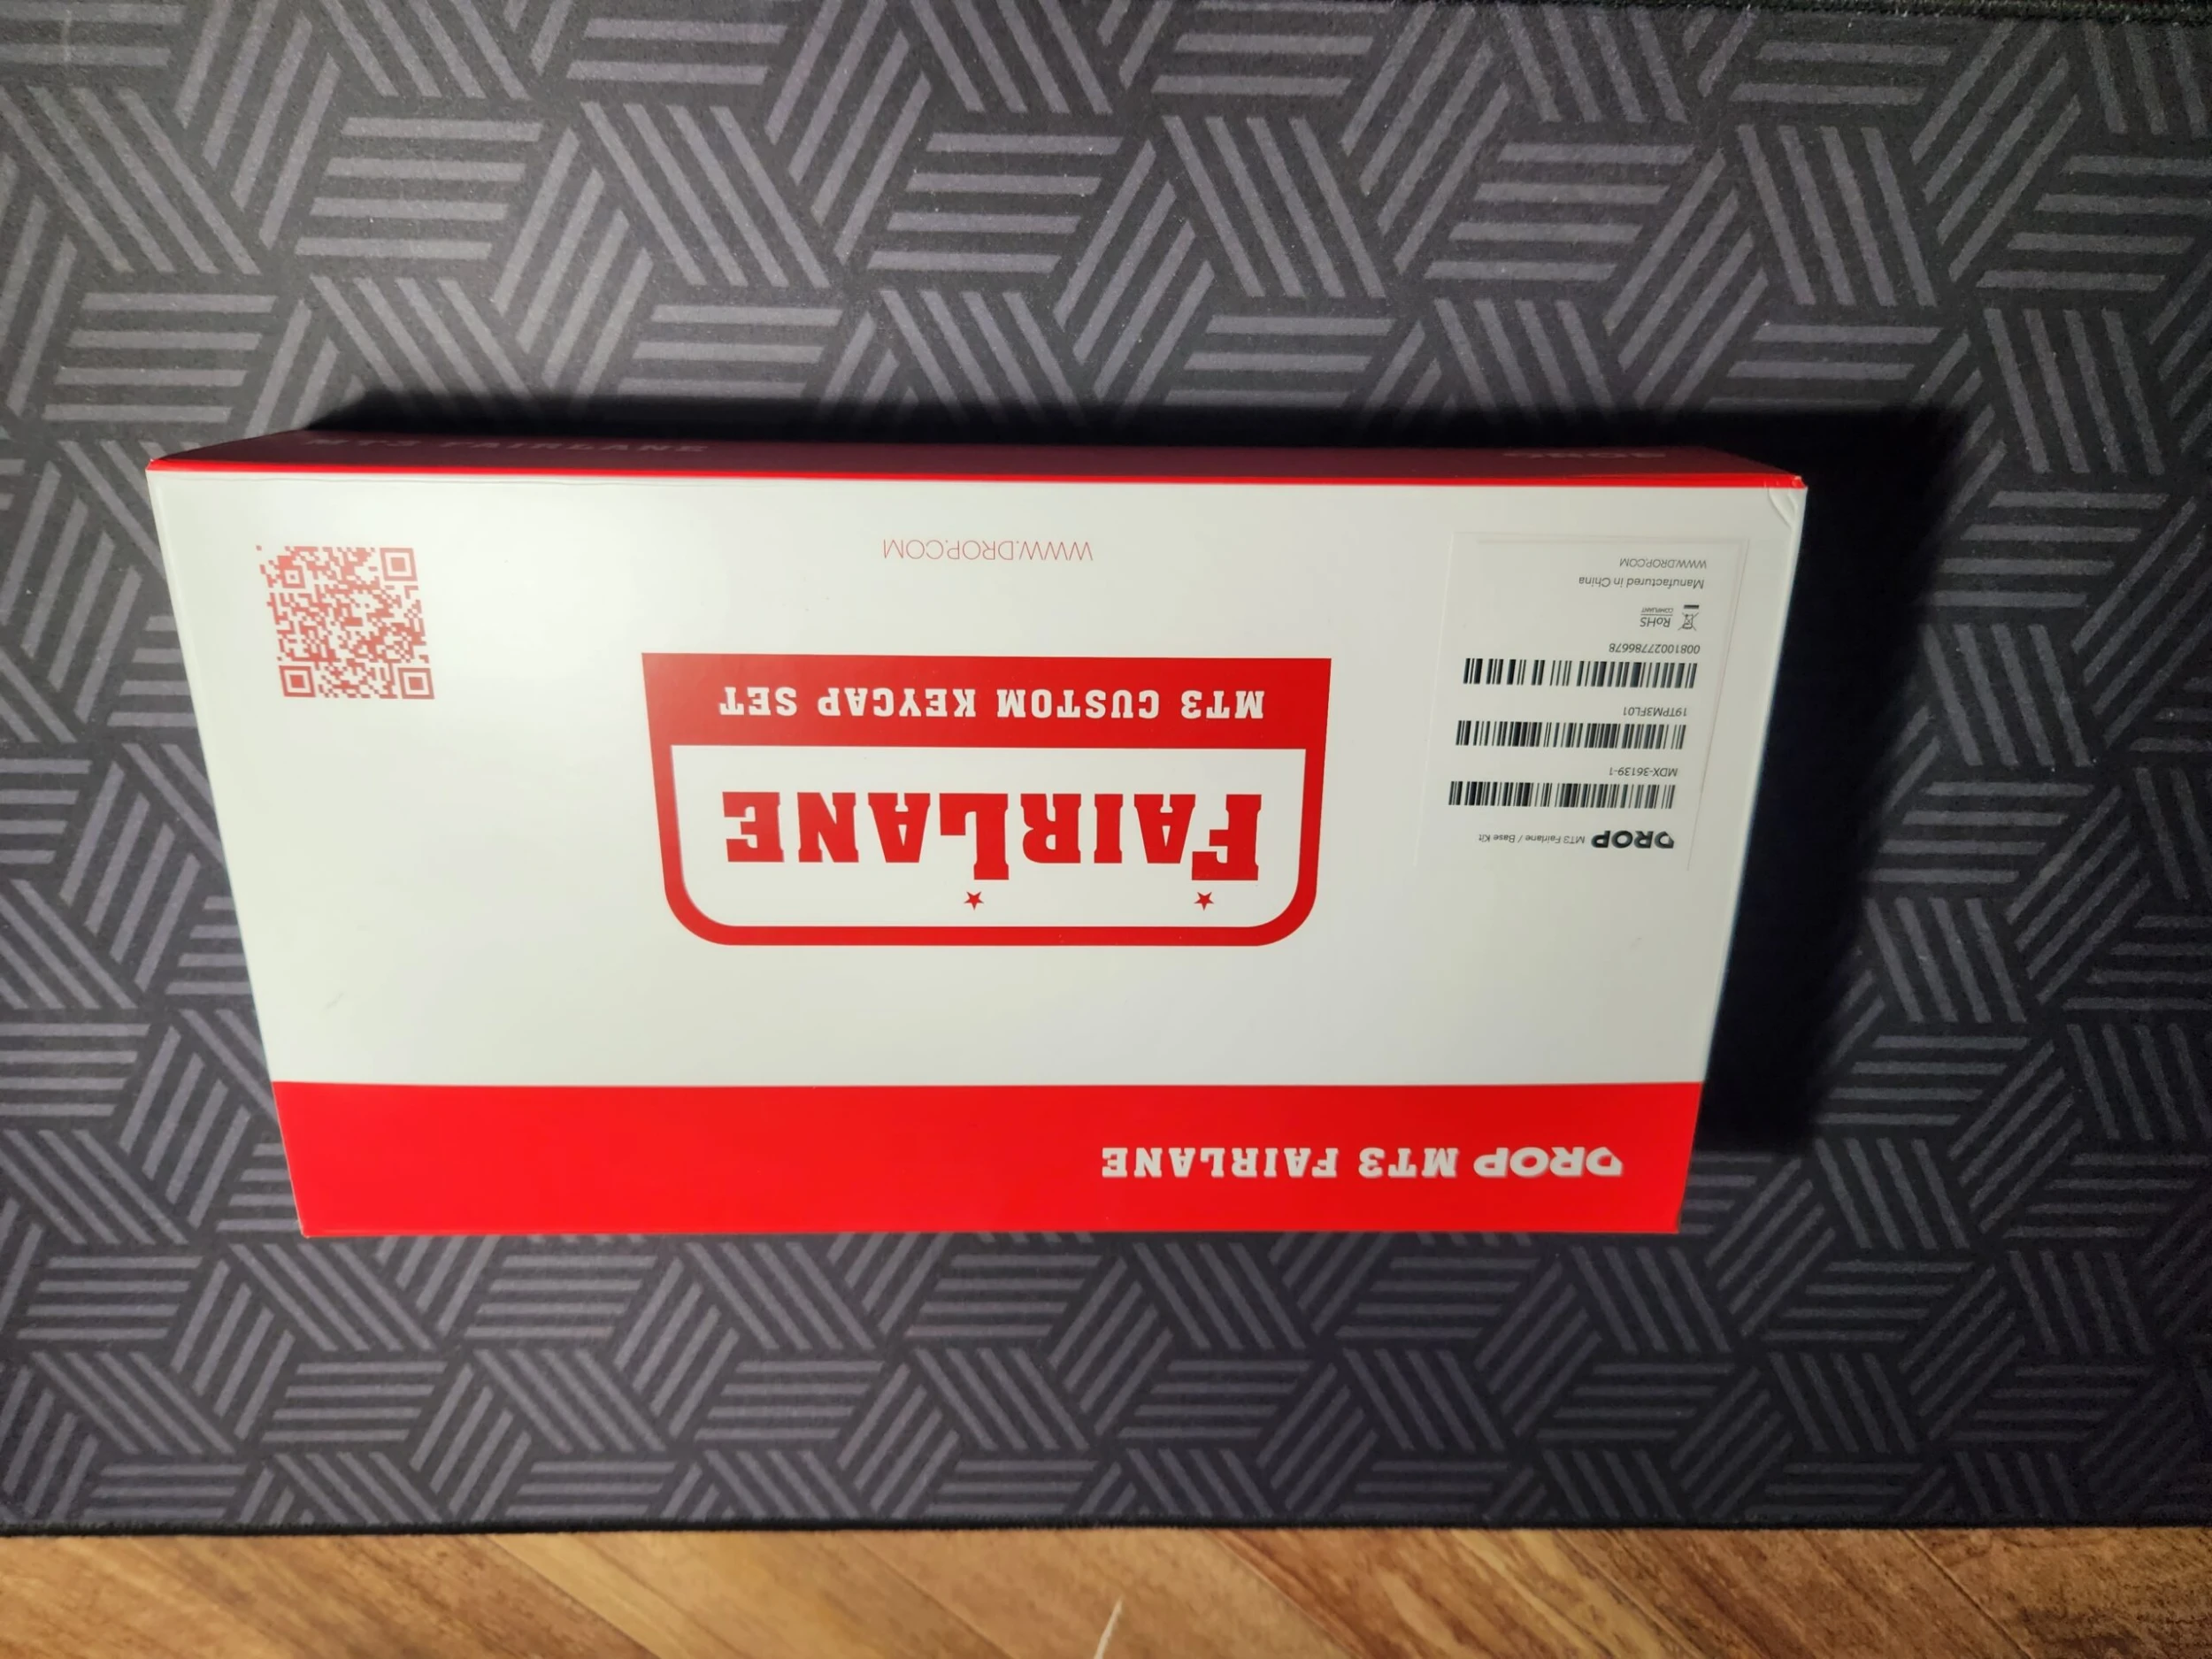 DROP MT3 FAIRLANE
FAIRLANE
MT3 CUSTOM KEYCAP SET
WWW.DROP.COM
DROP MT3 Fairlane / Base Kit
MDX-36139-1
19TPM3FL01
00810027786678
RoHS
COMPLIANT
Manufactured in China
WWW.DROP.COM
MT3 FAIRLANE